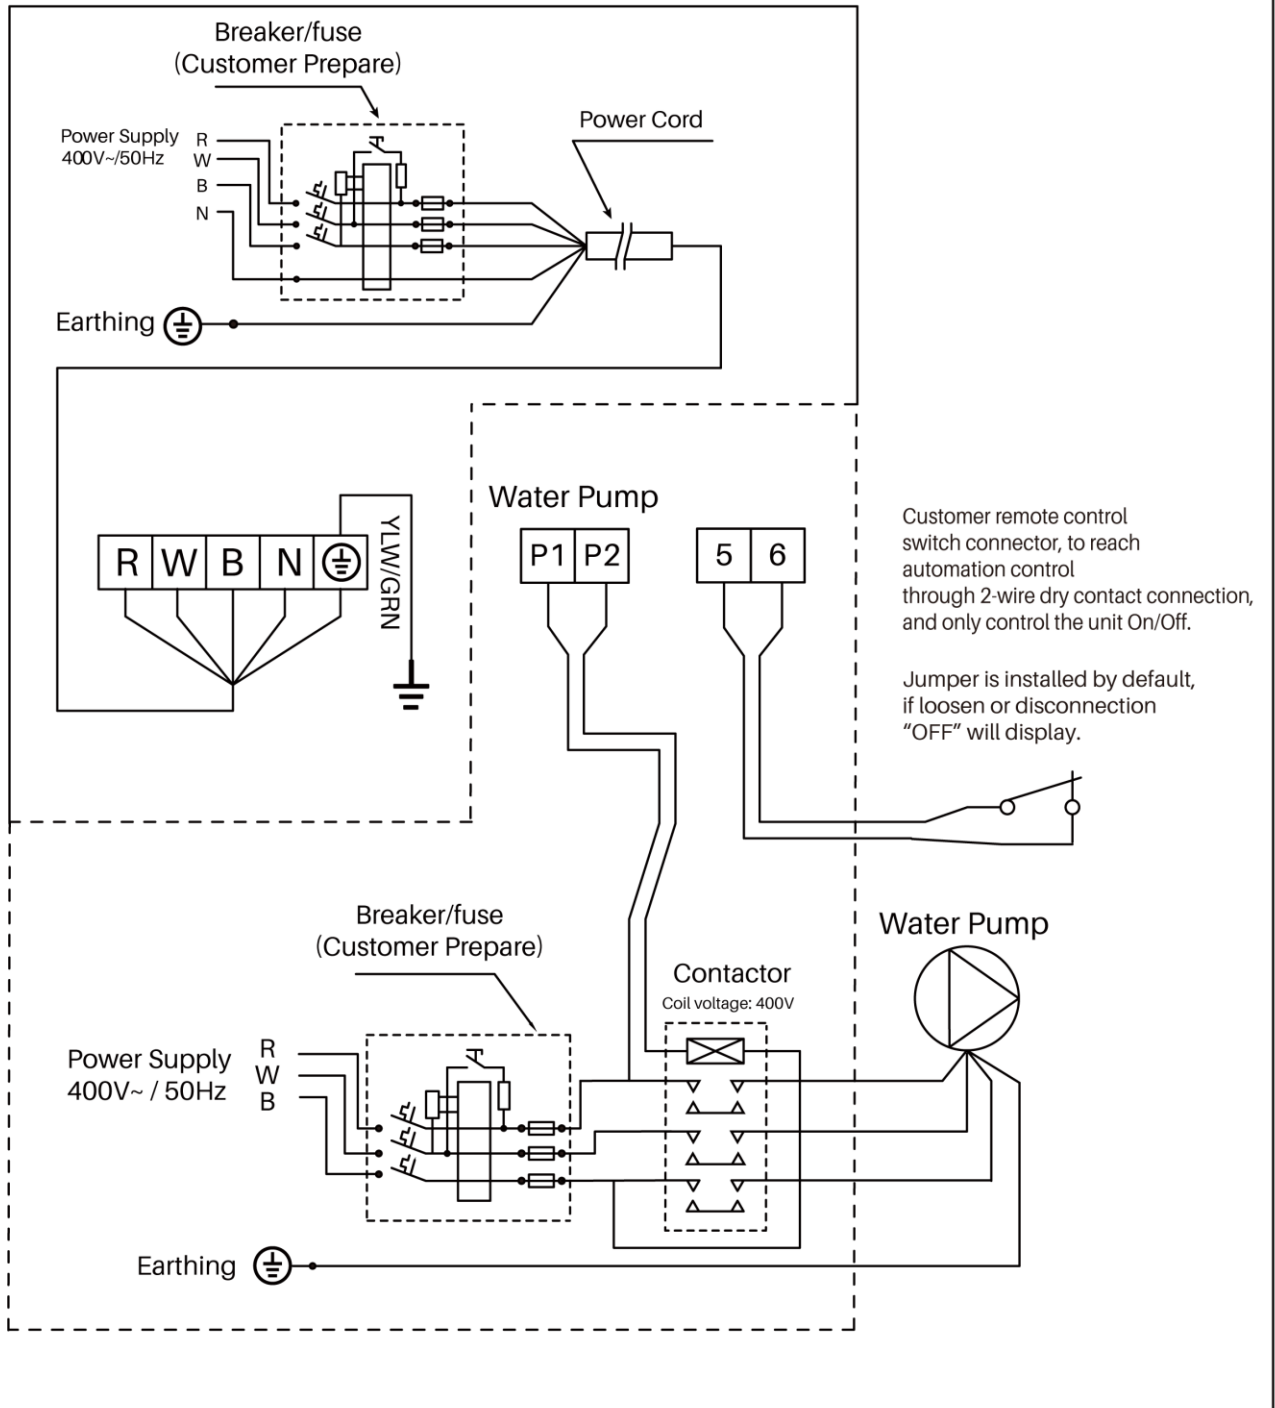 Breaker/fuse
(Customer Prepare)
Power Cord
Power Supply
400V~/50Hz
R
W
B
N
Earthing
Water Pump
R W B N
YLW/GRN
P1 P2
5 6
Customer remote control
switch connector, to reach
automation control
through 2-wire dry contact connection,
and only control the unit On/Off.
Jumper is installed by default,
if loosen or disconnection
“OFF” will display.
Breaker/fuse
(Customer Prepare)
Water Pump
Contactor
Coil voltage: 400V
Power Supply
400V~ / 50Hz
R
W
B
Earthing